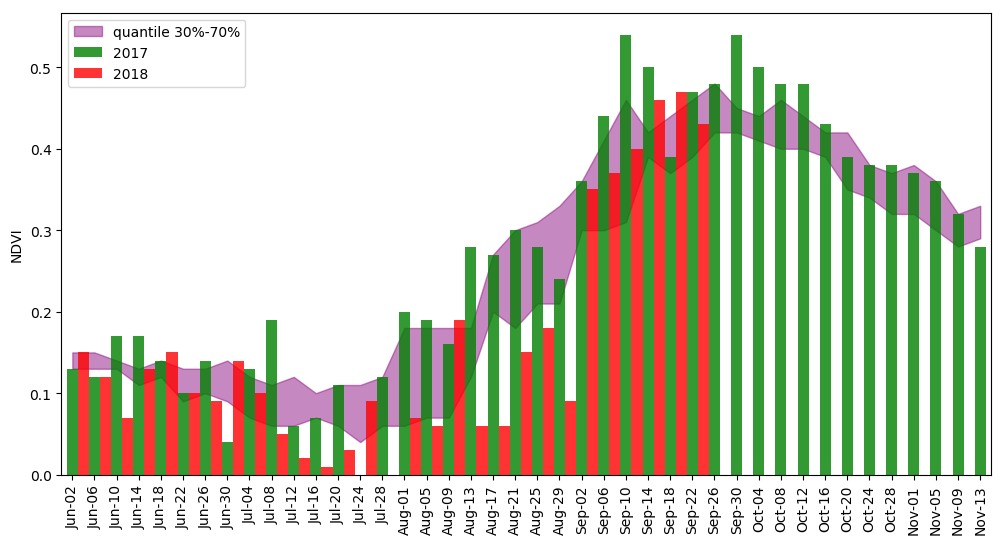 quantile 30%-70%
2017
2018
NDVI
0.5
0.4
0.3
0.2
0.1
0.0
Jun-02
Jun-06
Jun-10
Jun-14
Jun-18
Jun-22
Jun-26
Jun-30
Jul-04
Jul-08
Jul-12
Jul-16
Jul-20
Jul-24
Jul-28
Aug-01
Aug-05
Aug-09
Aug-13
Aug-17
Aug-21
Aug-25
Aug-29
Sep-02
Sep-06
Sep-10
Sep-14
Sep-18
Sep-22
Sep-26
Sep-30
Oct-04
Oct-08
Oct-12
Oct-16
Oct-20
Oct-24
Oct-28
Nov-01
Nov-05
Nov-09
Nov-13